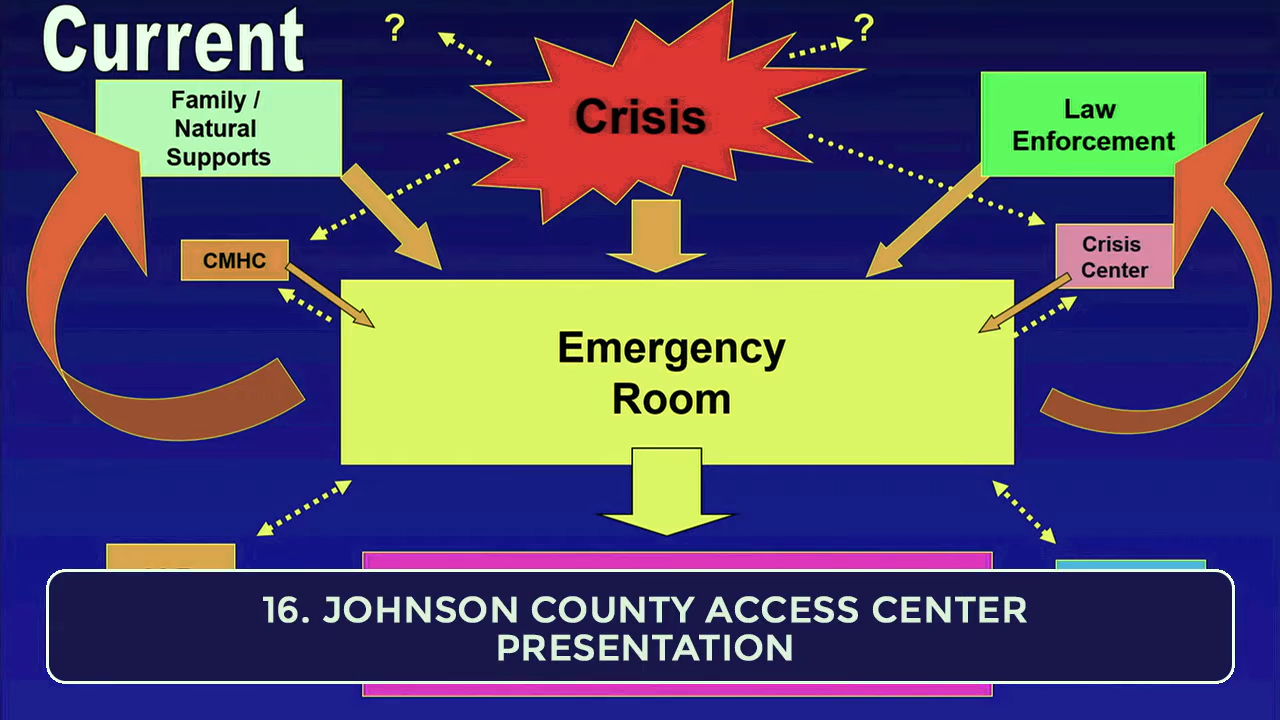 Current
?
?
Crisis
Family /
Natural
Supports
Law
Enforcement
CMHC
Crisis
Center
Emergency
Room
16. JOHNSON COUNTY ACCESS CENTER
PRESENTATION